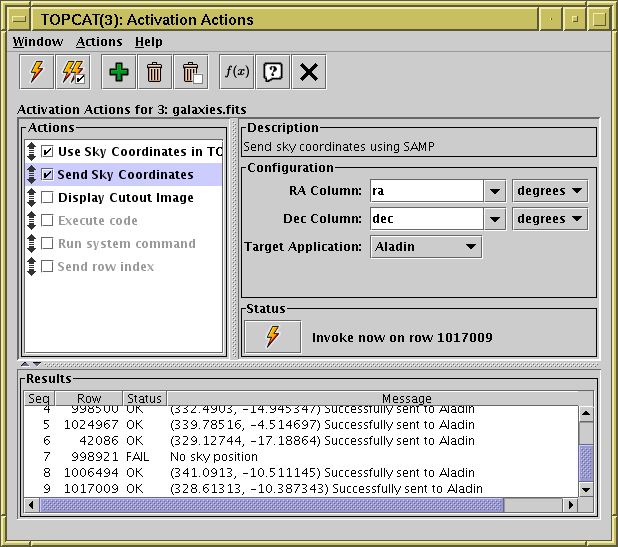 TOPCAT(3): Activation Actions
Window Actions Help
f(x) ?
Activation Actions for 3: galaxies.fits
Actions
Use Sky Coordinates in TO
Send Sky Coordinates
Display Cutout Image
Execute code
Run system command
Send row index
Description
Send sky coordinates using SAMP
Configuration
RA Column: ra degrees
Dec Column: dec degrees
Target Application: Aladin
Status
Invoke now on row 1017009
Results
Seq Row Status Message
4 998500 OK (332.4903, -14.945347) Successfully sent to Aladin
5 1024967 OK (339.78516, -4.514697) Successfully sent to Aladin
6 42086 OK (329.12744, -17.18864) Successfully sent to Aladin
7 998921 FAIL No sky position
8 1006494 OK (341.0913, -10.511145) Successfully sent to Aladin
9 1017009 OK (328.61313, -10.387343) Successfully sent to Aladin